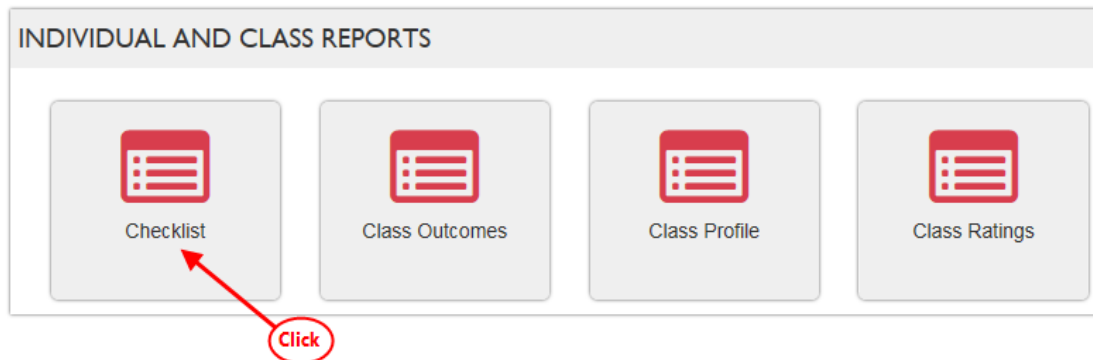 INDIVIDUAL AND CLASS REPORTS
Checklist
Class Outcomes
Class Profile
Class Ratings
Click